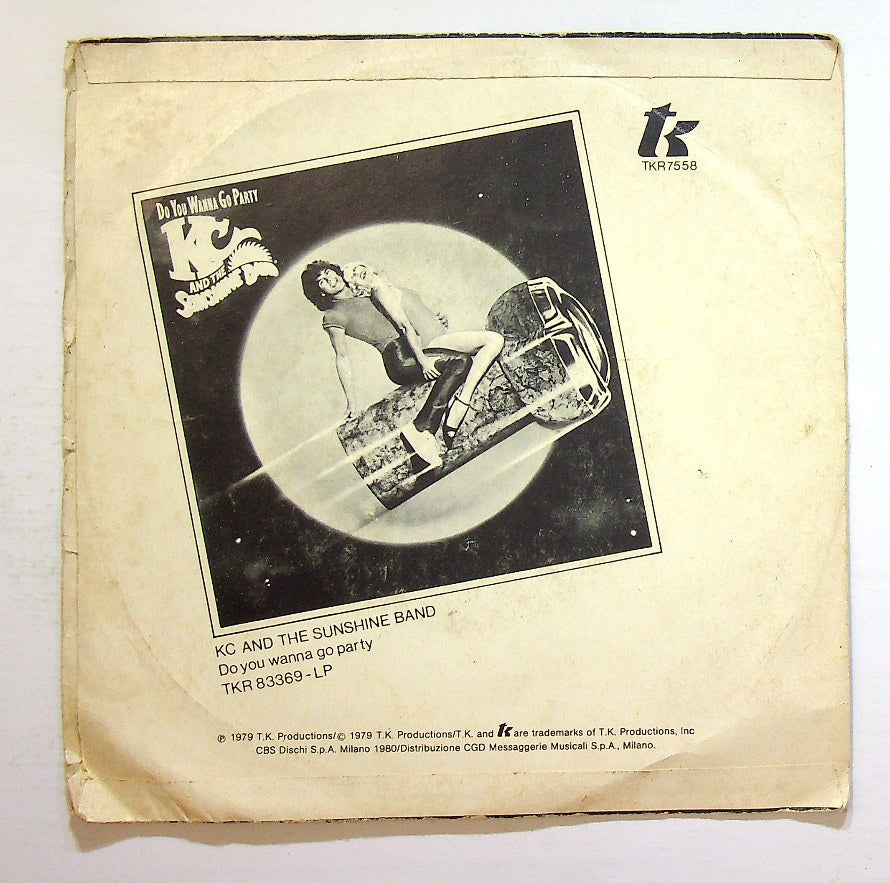 tk
TKR7558
Do You Wanna Go Party
KC
AND THE
SUNSHINE BAND
KC AND THE SUNSHINE BAND
Do you wanna go party
TKR 83369-LP
℗ 1979 T.K. Productions/© 1979 T.K. Productions/T.K. and tk are trademarks of T.K. Productions, Inc
CBS Dischi S.p.A. Milano 1980/Distribuzione CGD Messaggerie Musicali S.p.A., Milano.